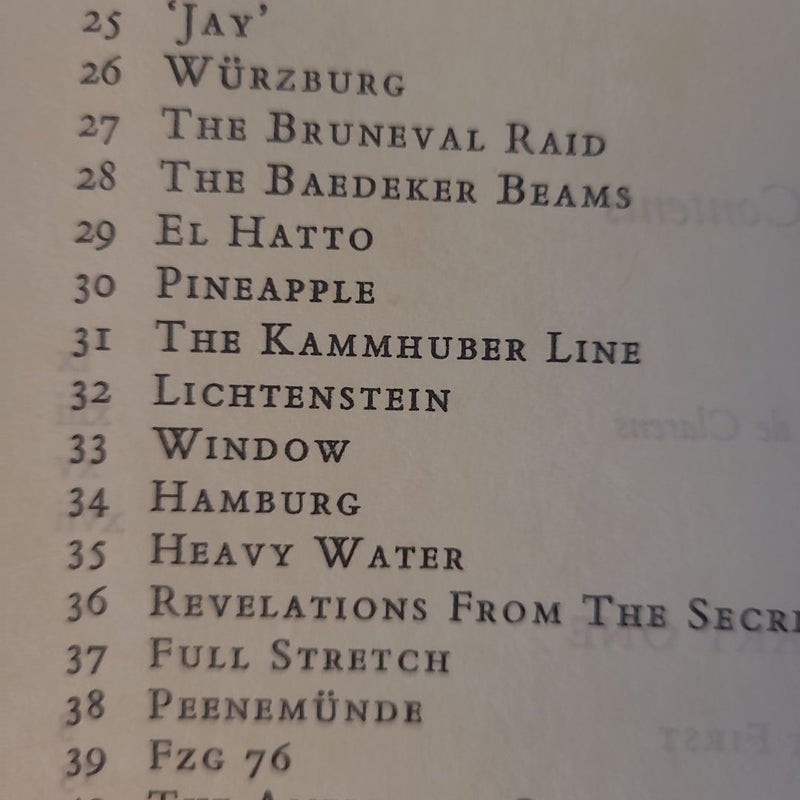 25 ‘Jay’
26 Würzburg
27 The Bruneval Raid
28 The Baedeker Beams
29 El Hatto
30 Pineapple
31 The Kammhuber Line
32 Lichtenstein
33 Window
34 Hamburg
35 Heavy Water
36 Revelations From The
37 Full Stretch
38 Peenemünde
39 Fzg 76